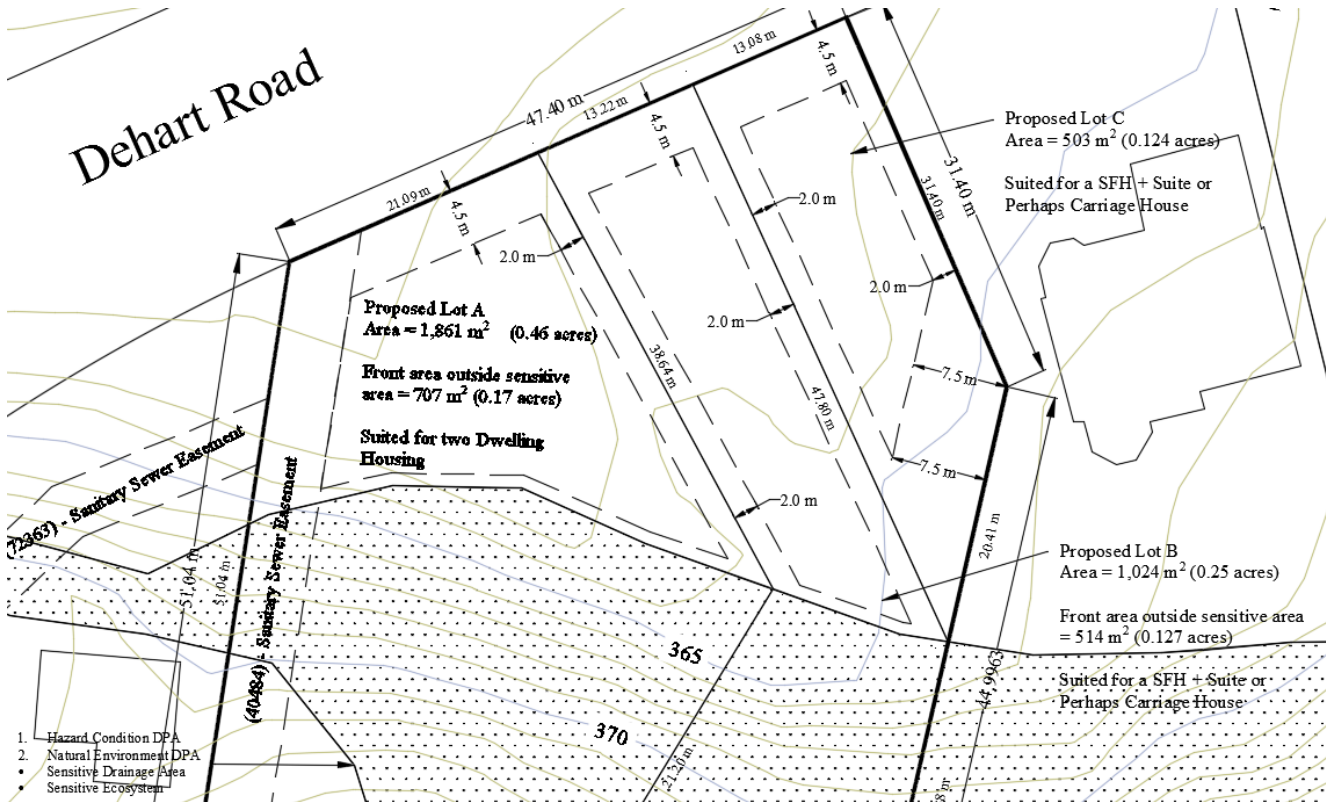 Dehart Road
47.40 m
21.09 m
13.22 m
13.08 m
4.5 m
4.5 m
4.5 m
2.0 m
2.0 m
2.0 m
2.0 m
2.0 m
31.40 m
31.40 m
7.5 m
7.5 m
38.64 m
47.80 m
20.41 m
44.9963
51.04 m
51.04 m
21.20 m
8 m
365
370
Proposed Lot A
Area = 1,861 m² (0.46 acres)
Front area outside sensitive
area = 707 m² (0.17 acres)
Suited for two Dwelling
Housing
Proposed Lot C
Area = 503 m² (0.124 acres)
Suited for a SFH + Suite or
Perhaps Carriage House
Proposed Lot B
Area = 1,024 m² (0.25 acres)
Front area outside sensitive area
= 514 m² (0.127 acres)
Suited for a SFH + Suite or
Perhaps Carriage House
(72363) - Sanitary Sewer Easement
(40484) - Sanitary Sewer Easement
1. Hazard Condition DPA
2. Natural Environment DPA
• Sensitive Drainage Area
• Sensitive Ecosystem